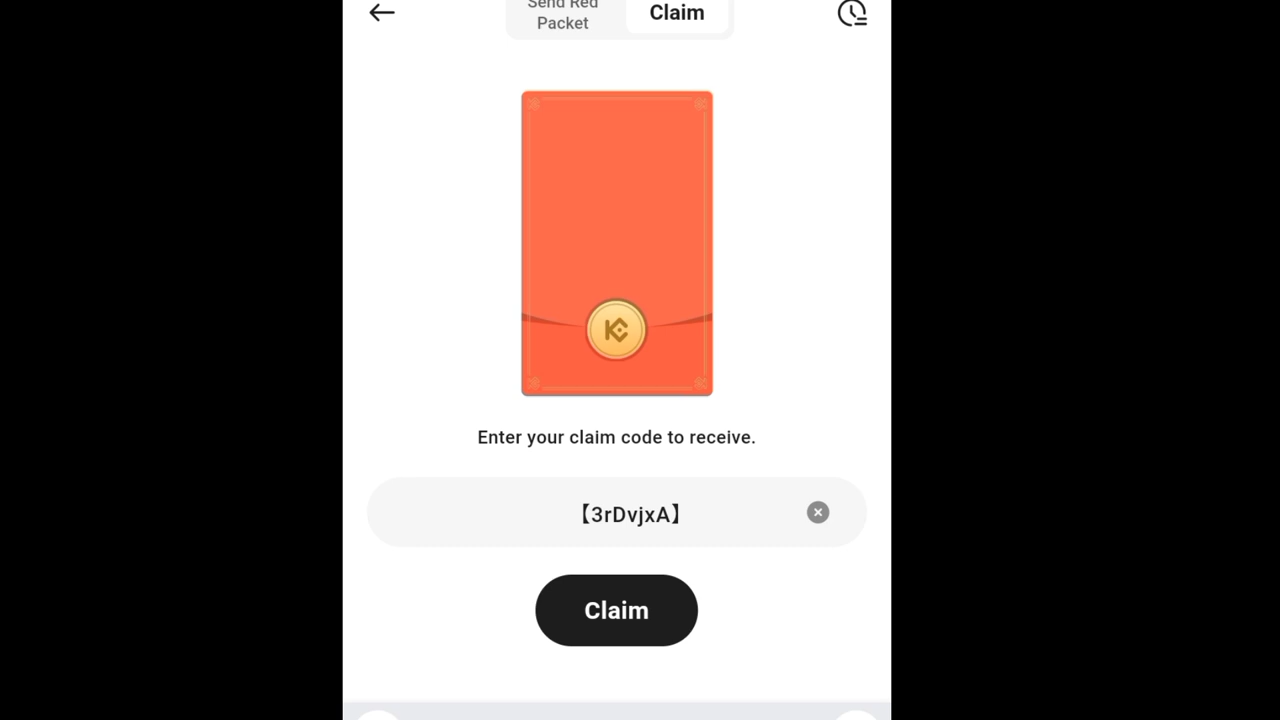 Send Red
Packet
Claim
Enter your claim code to receive.
【3rDvjxA】
Claim